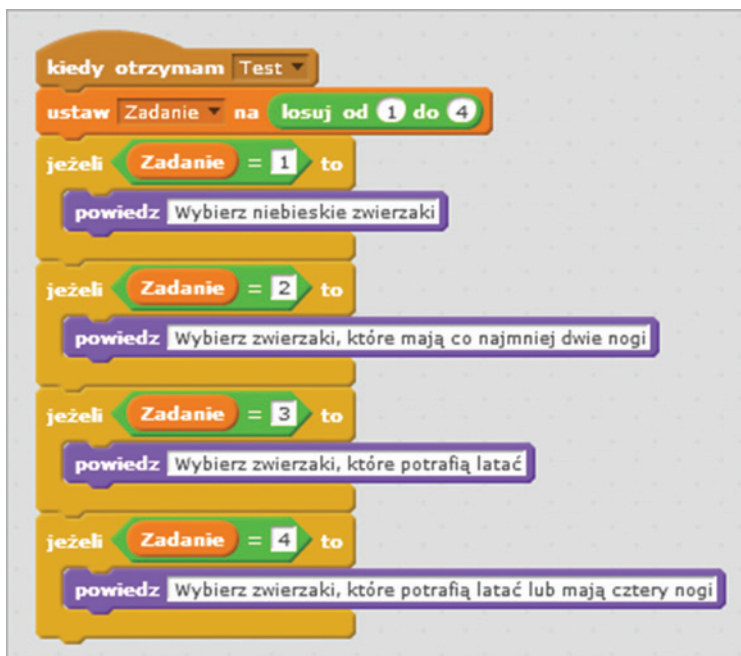 kiedy otrzymam Test
ustaw Zadanie na losuj od 1 do 4
jeżeli Zadanie = 1 to
powiedz Wybierz niebieskie zwierzaki
jeżeli Zadanie = 2 to
powiedz Wybierz zwierzaki, które mają co najmniej dwie nogi
jeżeli Zadanie = 3 to
powiedz Wybierz zwierzaki, które potrafią latać
jeżeli Zadanie = 4 to
powiedz Wybierz zwierzaki, które potrafią latać lub mają cztery nogi